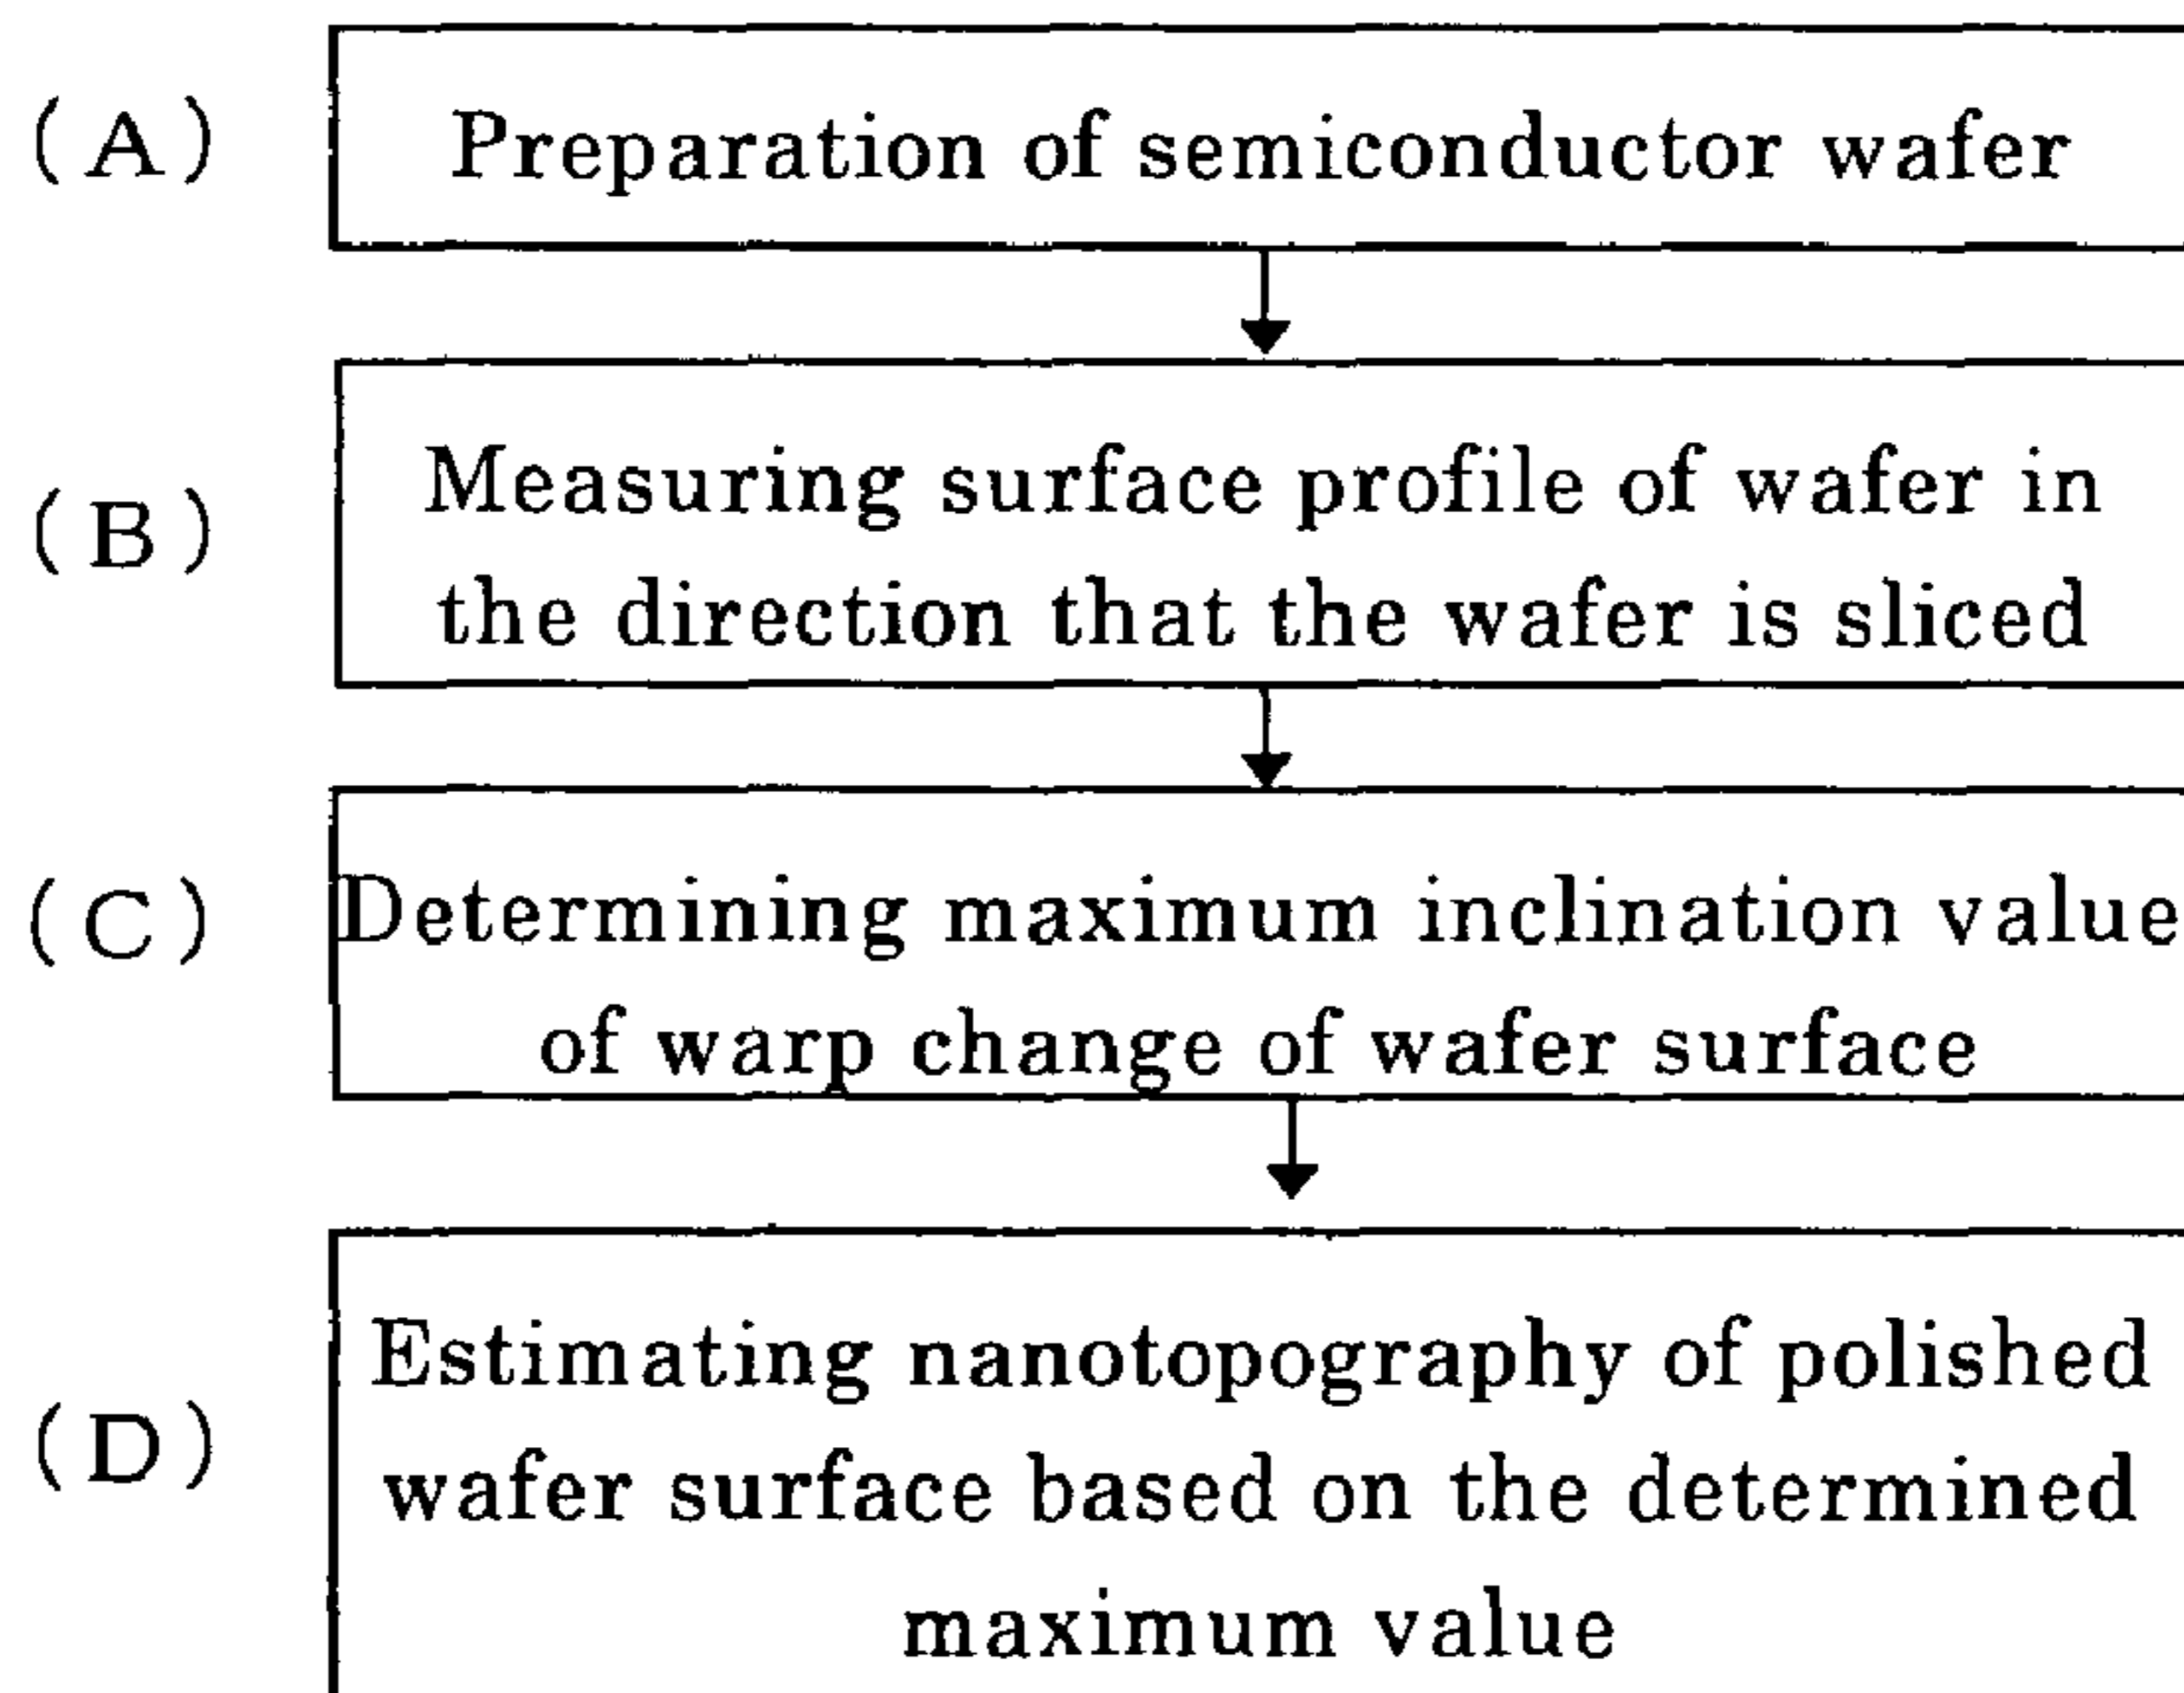 (A) Preparation of semiconductor wafer
(B) Measuring surface profile of wafer in
the direction that the wafer is sliced
(C) Determining maximum inclination value
of warp change of wafer surface
(D) Estimating nanotopography of polished
wafer surface based on the determined
maximum value